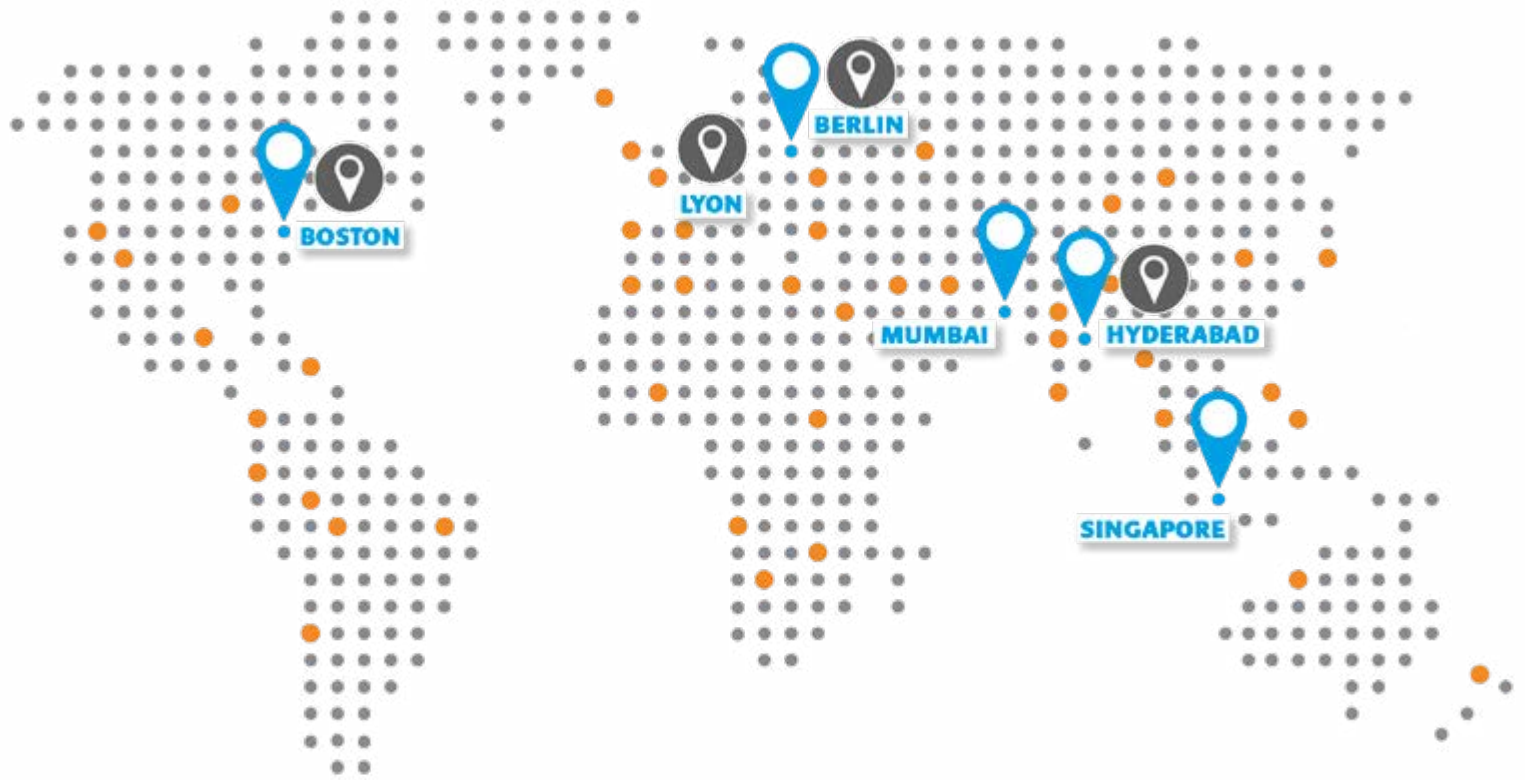 BERLIN
LYON
BOSTON
MUMBAI
HYDERABAD
SINGAPORE